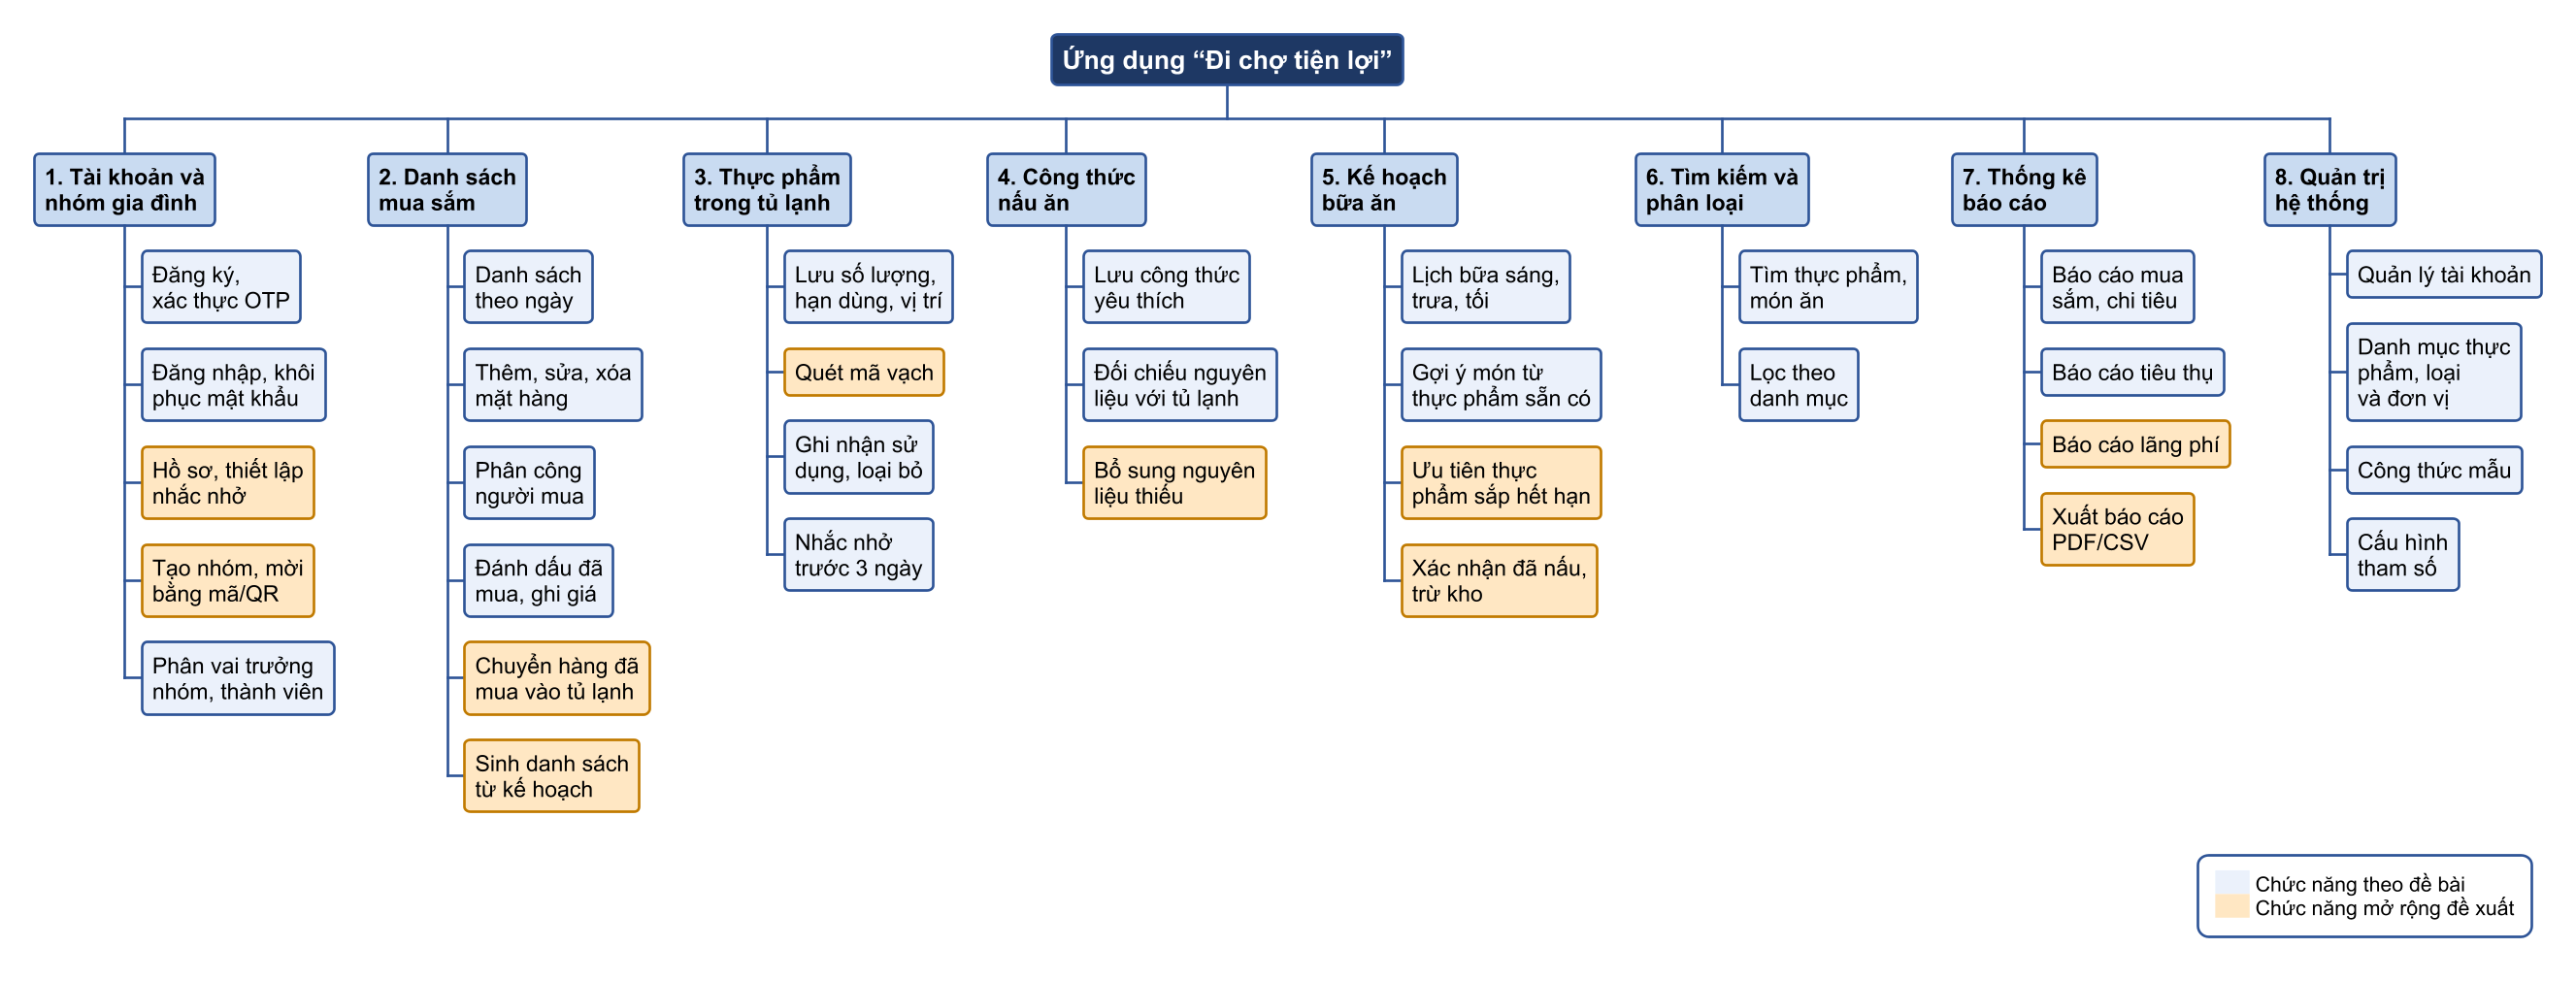 Ứng dụng “Đi chợ tiện lợi”
1. Tài khoản và
nhóm gia đình
Đăng ký,
xác thực OTP
Đăng nhập, khôi
phục mật khẩu
Hồ sơ, thiết lập
nhắc nhở
Tạo nhóm, mời
bằng mã/QR
Phân vai trưởng
nhóm, thành viên
2. Danh sách
mua sắm
Danh sách
theo ngày
Thêm, sửa, xóa
mặt hàng
Phân công
người mua
Đánh dấu đã
mua, ghi giá
Chuyển hàng đã
mua vào tủ lạnh
Sinh danh sách
từ kế hoạch
3. Thực phẩm
trong tủ lạnh
Lưu số lượng,
hạn dùng, vị trí
Quét mã vạch
Ghi nhận sử
dụng, loại bỏ
Nhắc nhở
trước 3 ngày
4. Công thức
nấu ăn
Lưu công thức
yêu thích
Đối chiếu nguyên
liệu với tủ lạnh
Bổ sung nguyên
liệu thiếu
5. Kế hoạch
bữa ăn
Lịch bữa sáng,
trưa, tối
Gợi ý món từ
thực phẩm sẵn có
Ưu tiên thực
phẩm sắp hết hạn
Xác nhận đã nấu,
trừ kho
6. Tìm kiếm và
phân loại
Tìm thực phẩm,
món ăn
Lọc theo
danh mục
7. Thống kê
báo cáo
Báo cáo mua
sắm, chi tiêu
Báo cáo tiêu thụ
Báo cáo lãng phí
Xuất báo cáo
PDF/CSV
8. Quản trị
hệ thống
Quản lý tài khoản
Danh mục thực
phẩm, loại
và đơn vị
Công thức mẫu
Cấu hình
tham số
Chức năng theo đề bài
Chức năng mở rộng đề xuất